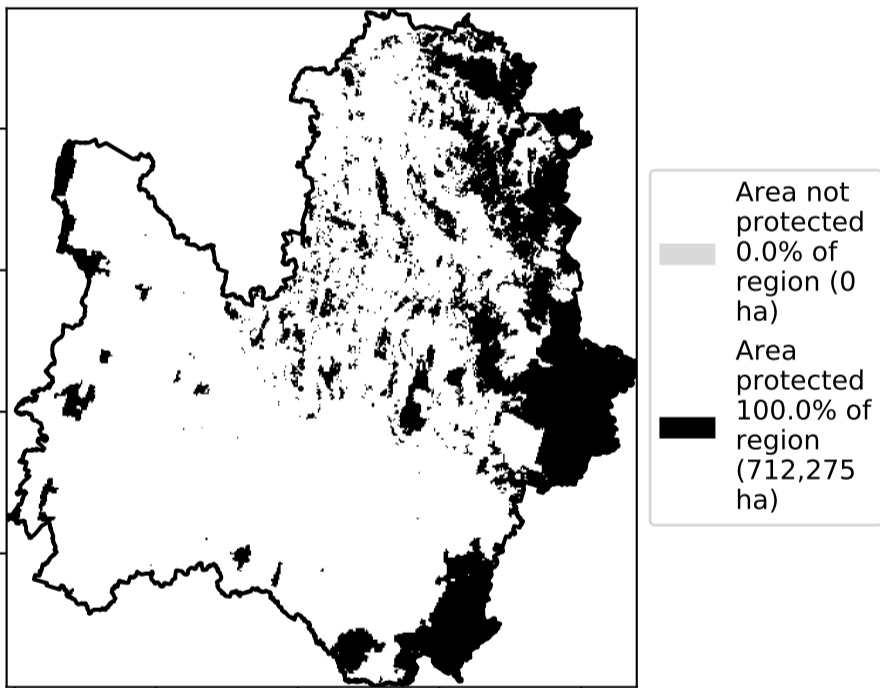 Area not
protected
0.0% of
region (0
ha)
Area
protected
100.0% of
region
(712,275
ha)